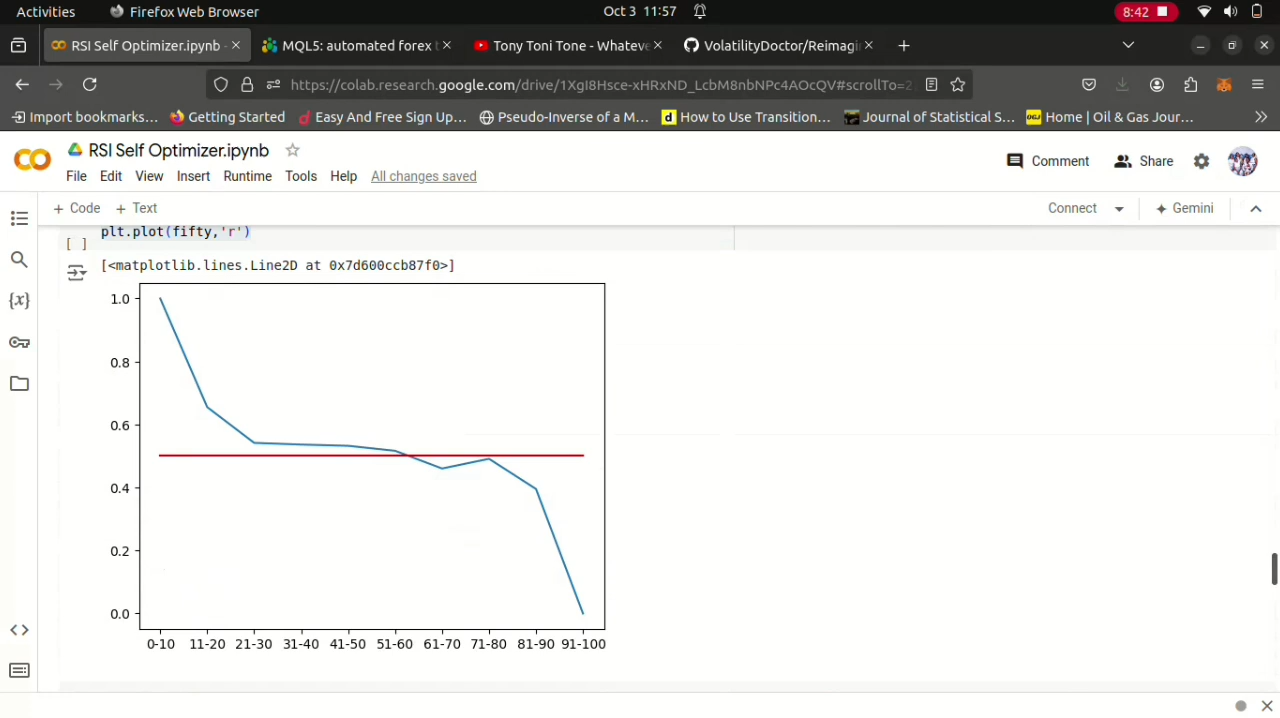 Activities Firefox Web Browser Oct 3 11:57 8:42
RSI Self Optimizer.ipynb - MQL5: automated forex t Tony Toni Tone - Whateve VolatilityDoctor/Reimagi
https://colab.research.google.com/drive/1XgI8Hsce-xHRxND_LcbM8nbNPc4AOcQV#scrollTo=2
Import bookmarks... Getting Started Easy And Free Sign Up... Pseudo-Inverse of a M... How to Use Transition... Journal of Statistical S... Home | Oil & Gas Jour...
RSI Self Optimizer.ipynb
Comment Share
File Edit View Insert Runtime Tools Help All changes saved
+ Code + Text Connect Gemini
plt.plot(fifty,'r')
[ ]
[<matplotlib.lines.Line2D at 0x7d600ccb87f0>]
{x}
1.0
0.8
0.6
0.4
0.2
0.0
0-10 11-20 21-30 31-40 41-50 51-60 61-70 71-80 81-90 91-100